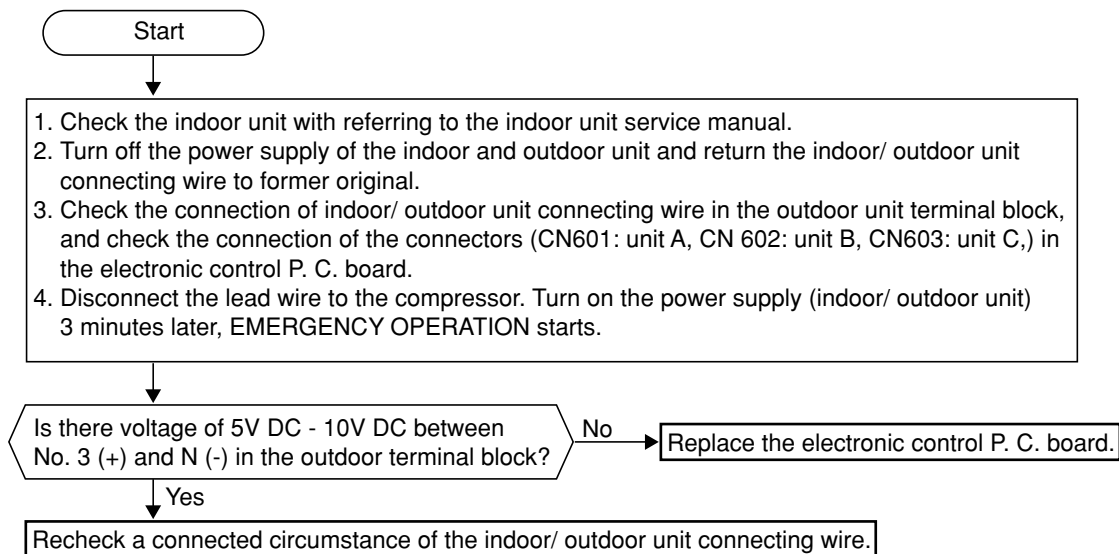 Start
1. Check the indoor unit with referring to the indoor unit service manual.
2. Turn off the power supply of the indoor and outdoor unit and return the indoor/ outdoor unit
connecting wire to former original.
3. Check the connection of indoor/ outdoor unit connecting wire in the outdoor unit terminal block,
and check the connection of the connectors (CN601: unit A, CN 602: unit B, CN603: unit C,) in
the electronic control P. C. board.
4. Disconnect the lead wire to the compressor. Turn on the power supply (indoor/ outdoor unit)
3 minutes later, EMERGENCY OPERATION starts.
Is there voltage of 5V DC - 10V DC between
No. 3 (+) and N (-) in the outdoor terminal block?
No
Replace the electronic control P. C. board.
Yes
Recheck a connected circumstance of the indoor/ outdoor unit connecting wire.